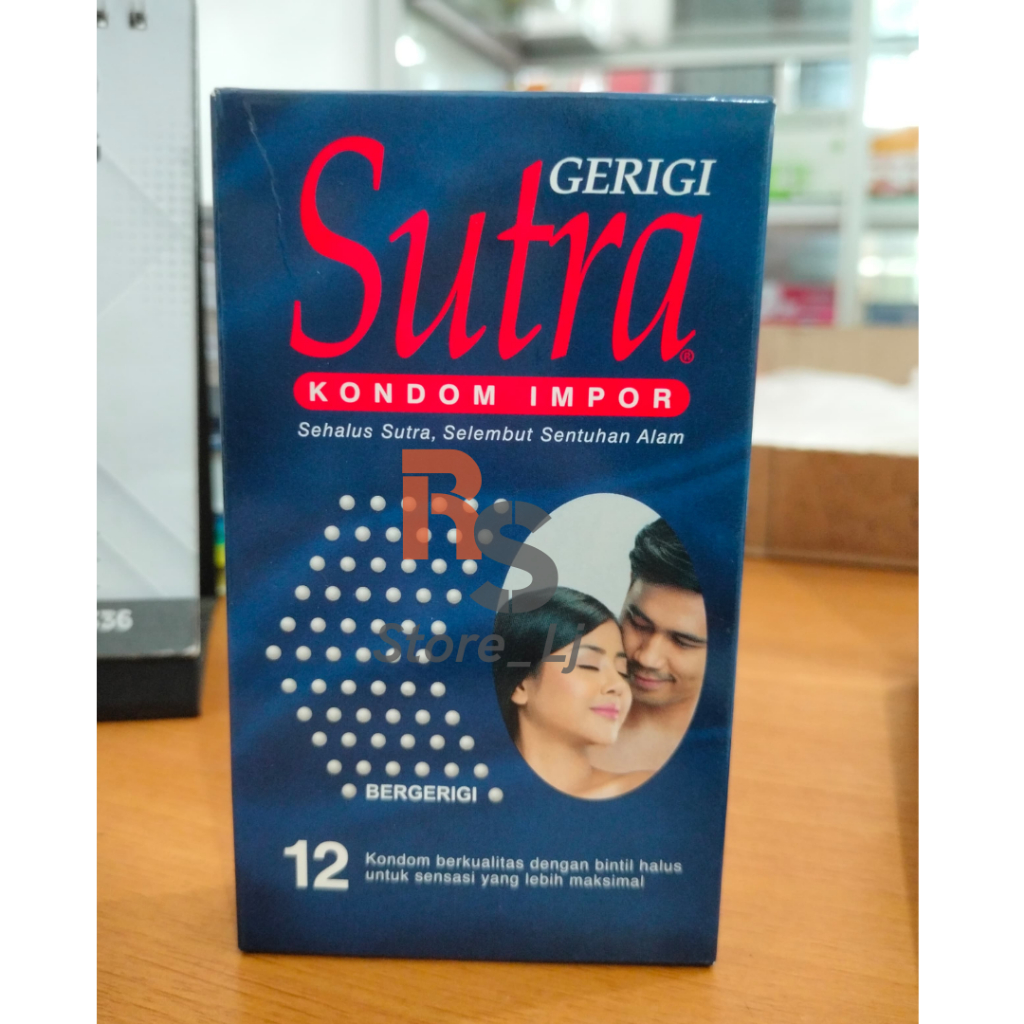 GERIGI
Sutra®
KONDOM IMPOR
Sehalus Sutra, Selembut Sentuhan Alam
RS
Store_Lj
BERGERIGI
12
Kondom berkualitas dengan bintil halus
untuk sensasi yang lebih maksimal
36